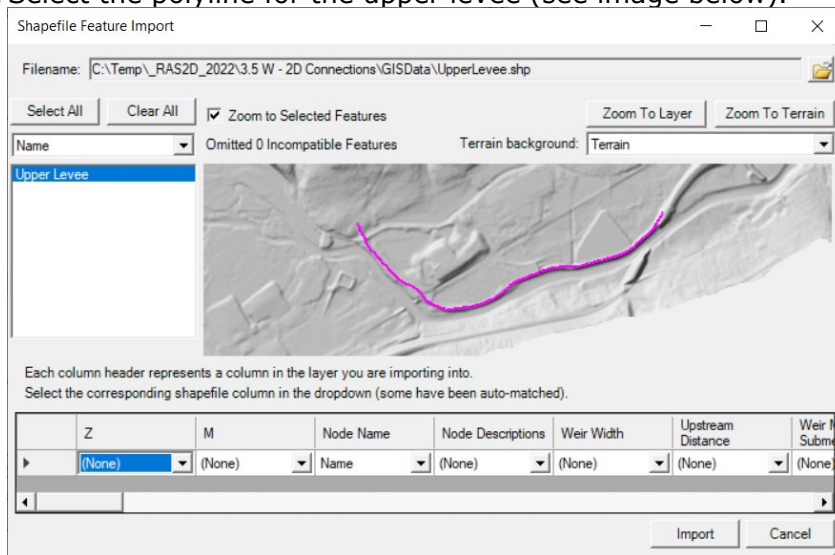 Select the polyline for the upper levee (see image below).
Shapefile Feature Import
Filename: C:\Temp\_RAS2D_2022\3.5 W - 2D Connections\GISData\UpperLevee.shp
Select All Clear All Zoom to Selected Features Zoom To Layer Zoom To Terrain
Name Omitted 0 Incompatible Features Terrain background: Terrain
Upper Levee
Each column header represents a column in the layer you are importing into.
Select the corresponding shapefile column in the dropdown (some have been auto-matched).
Z M Node Name Node Descriptions Weir Width Upstream Distance Weir
(None) (None) Name (None) (None) (None) (None)
Import Cancel